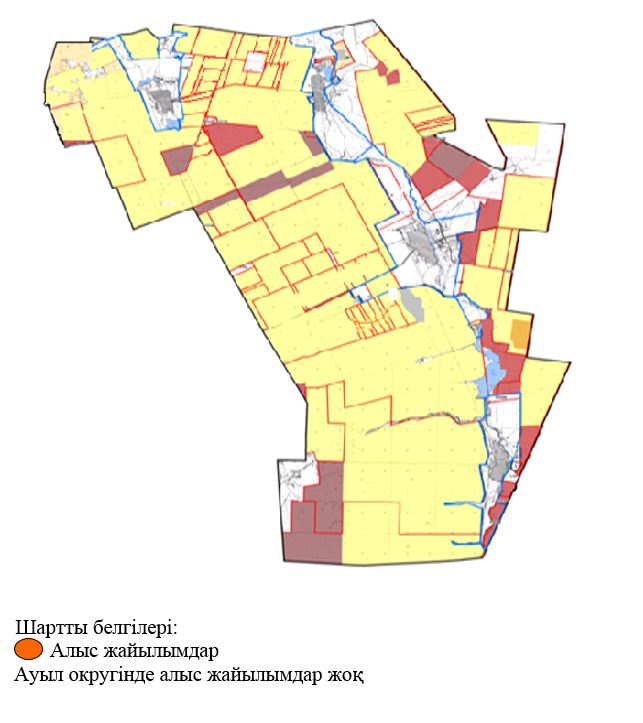 Шартты белгілері:
Алыс жайылымдар
Ауыл округінде алыс жайылымдар жоқ